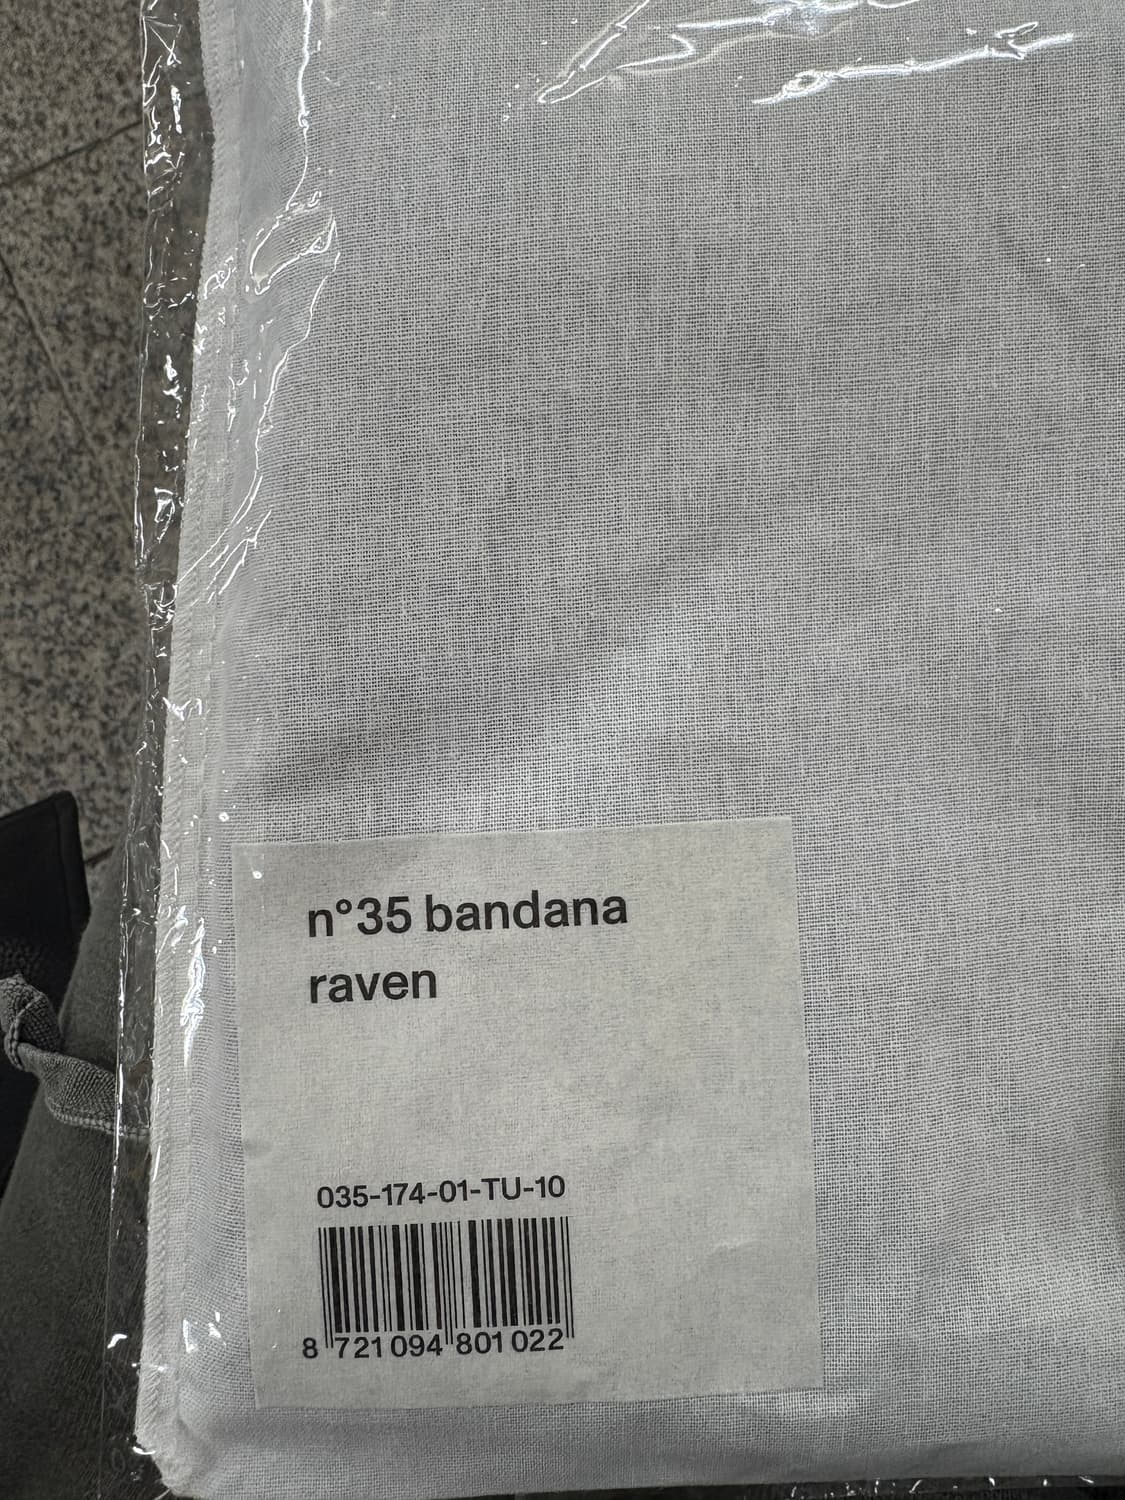 n°35 bandana
raven
035-174-01-TU-10
8 721094 801022